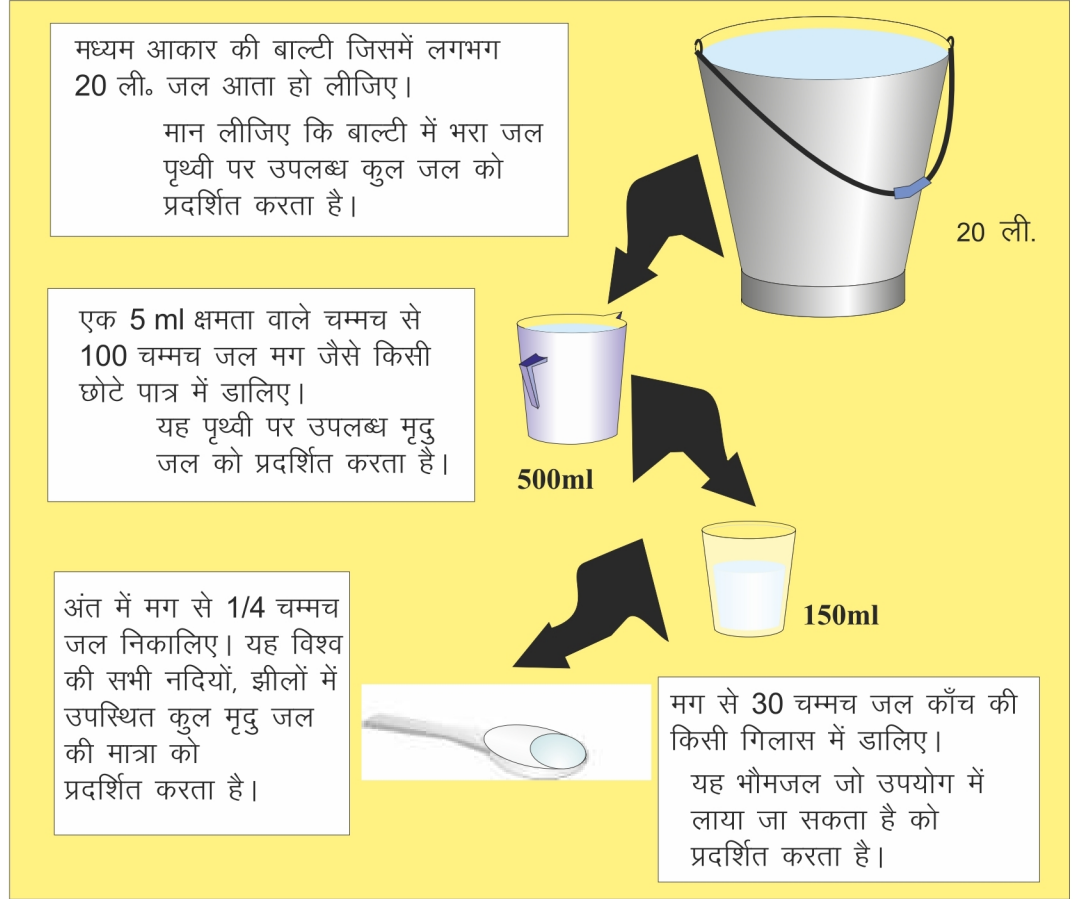 मध्यम आकार की बाल्टी जिसमें लगभग
20 ली॰ जल आता हो लीजिए।
मान लीजिए कि बाल्टी में भरा जल
पृथ्वी पर उपलब्ध कुल जल को
प्रदर्शित करता है।
20 ली.
एक 5 ml क्षमता वाले चम्मच से
100 चम्मच जल मग जैसे किसी
छोटे पात्र में डालिए।
यह पृथ्वी पर उपलब्ध मृदु
जल को प्रदर्शित करता है।
500ml
150ml
अंत में मग से 1/4 चम्मच
जल निकालिए। यह विश्व
की सभी नदियों, झीलों में
उपस्थित कुल मृदु जल
की मात्रा को
प्रदर्शित करता है।
मग से 30 चम्मच जल काँच की
किसी गिलास में डालिए।
यह भौमजल जो उपयोग में
लाया जा सकता है को
प्रदर्शित करता है।